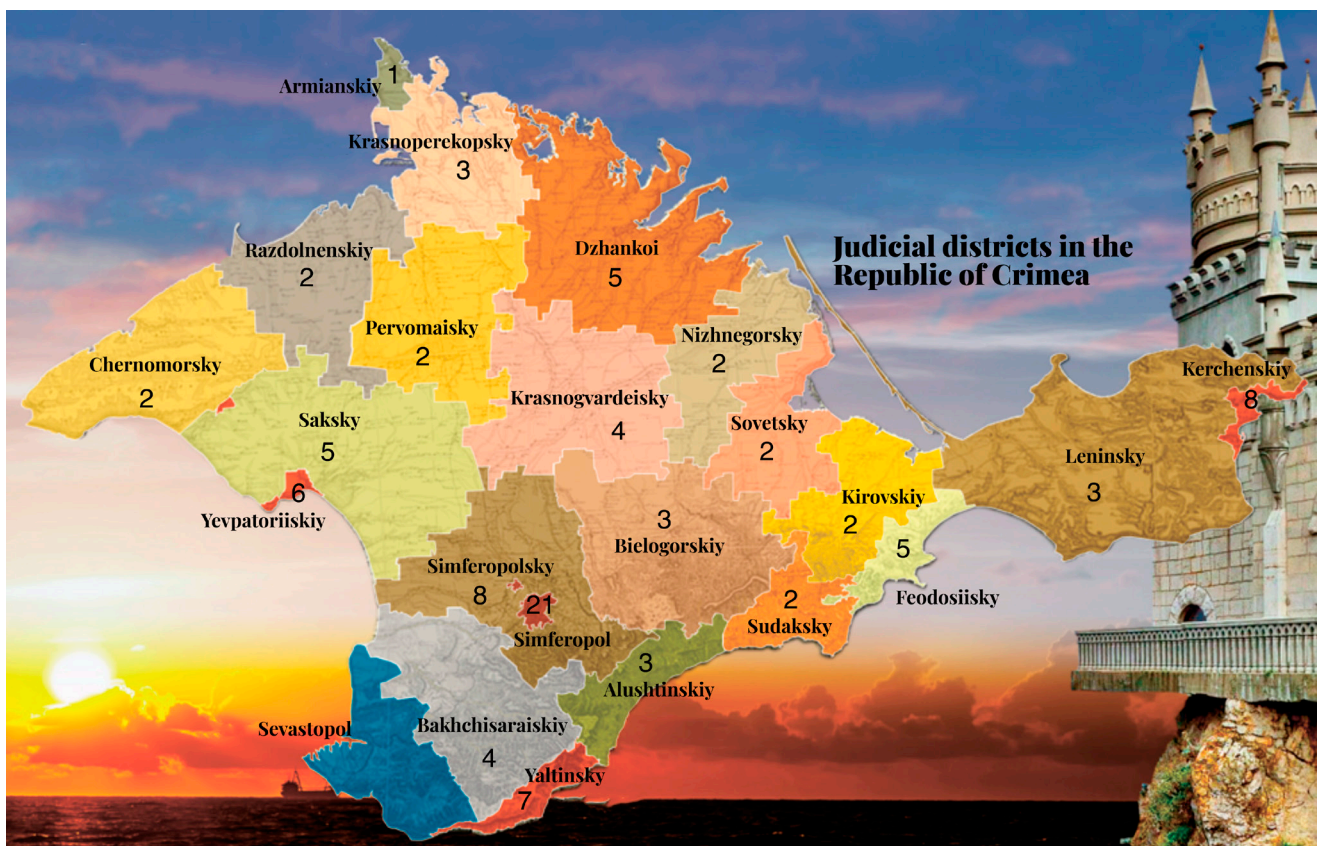 1
Armianskiy
Krasnoperekopsky
3
Razdolnenskiy
2
Dzhankoi
5
Judicial districts in the
Republic of Crimea
Pervomaisky
2
Nizhnegorsky
2
Chernomorsky
2
Kerchenskiy
8
Krasnogvardeisky
4
Saksky
5
Sovetsky
2
Leninsky
3
6
Yevpatoriiskiy
Kirovskiy
2
3
Bielogorskiy
5
Feodosiisky
Simferopolsky
8
21
Simferopol
2
Sudaksky
3
Alushtinskiy
Sevastopol
Bakhchisaraiskiy
4
Yaltinsky
7